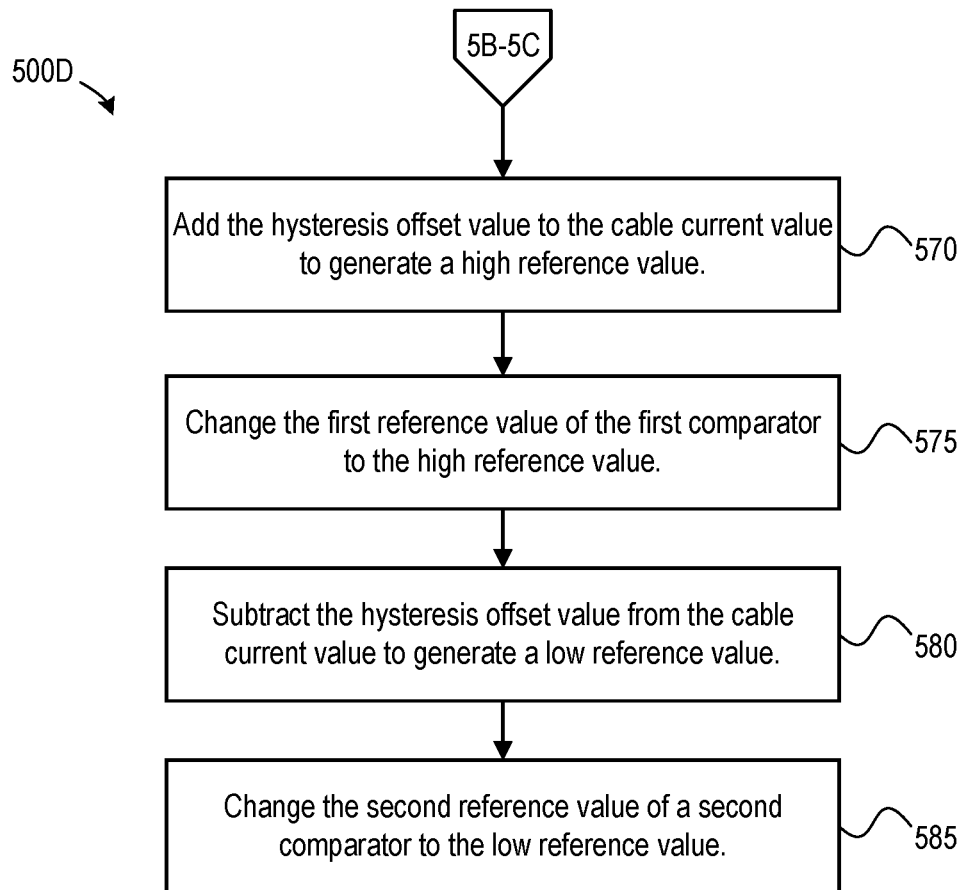 5B-5C
500D
Add the hysteresis offset value to the cable current value
to generate a high reference value.
570
Change the first reference value of the first comparator
to the high reference value.
575
Subtract the hysteresis offset value from the cable
current value to generate a low reference value.
580
Change the second reference value of a second
comparator to the low reference value.
585